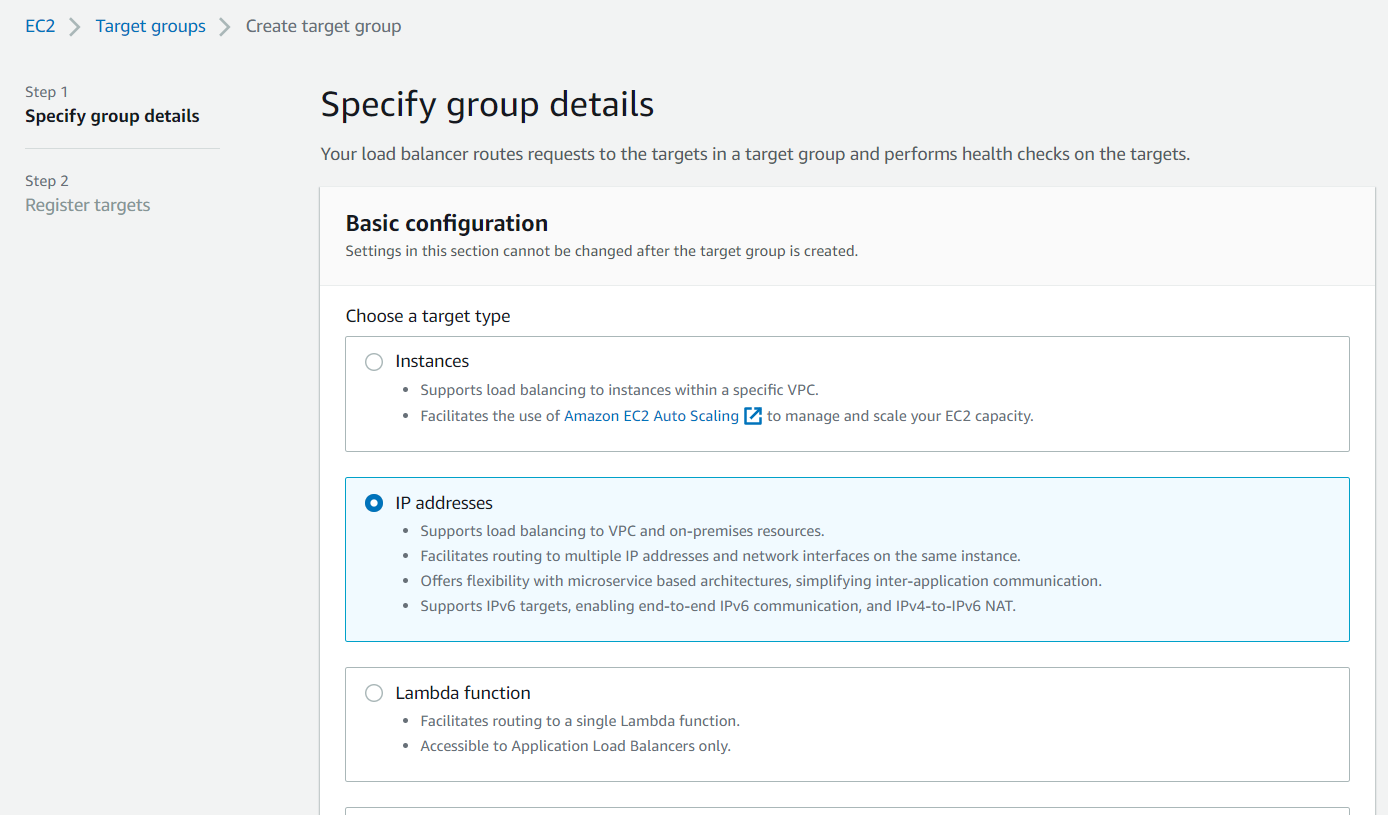 EC2 > Target groups > Create target group
Step 1
Specify group details
Step 2
Register targets
Specify group details
Your load balancer routes requests to the targets in a target group and performs health checks on the targets.
Basic configuration
Settings in this section cannot be changed after the target group is created.
Choose a target type
Instances
• Supports load balancing to instances within a specific VPC.
• Facilitates the use of Amazon EC2 Auto Scaling to manage and scale your EC2 capacity.
IP addresses
• Supports load balancing to VPC and on-premises resources.
• Facilitates routing to multiple IP addresses and network interfaces on the same instance.
• Offers flexibility with microservice based architectures, simplifying inter-application communication.
• Supports IPv6 targets, enabling end-to-end IPv6 communication, and IPv4-to-IPv6 NAT.
Lambda function
• Facilitates routing to a single Lambda function.
• Accessible to Application Load Balancers only.